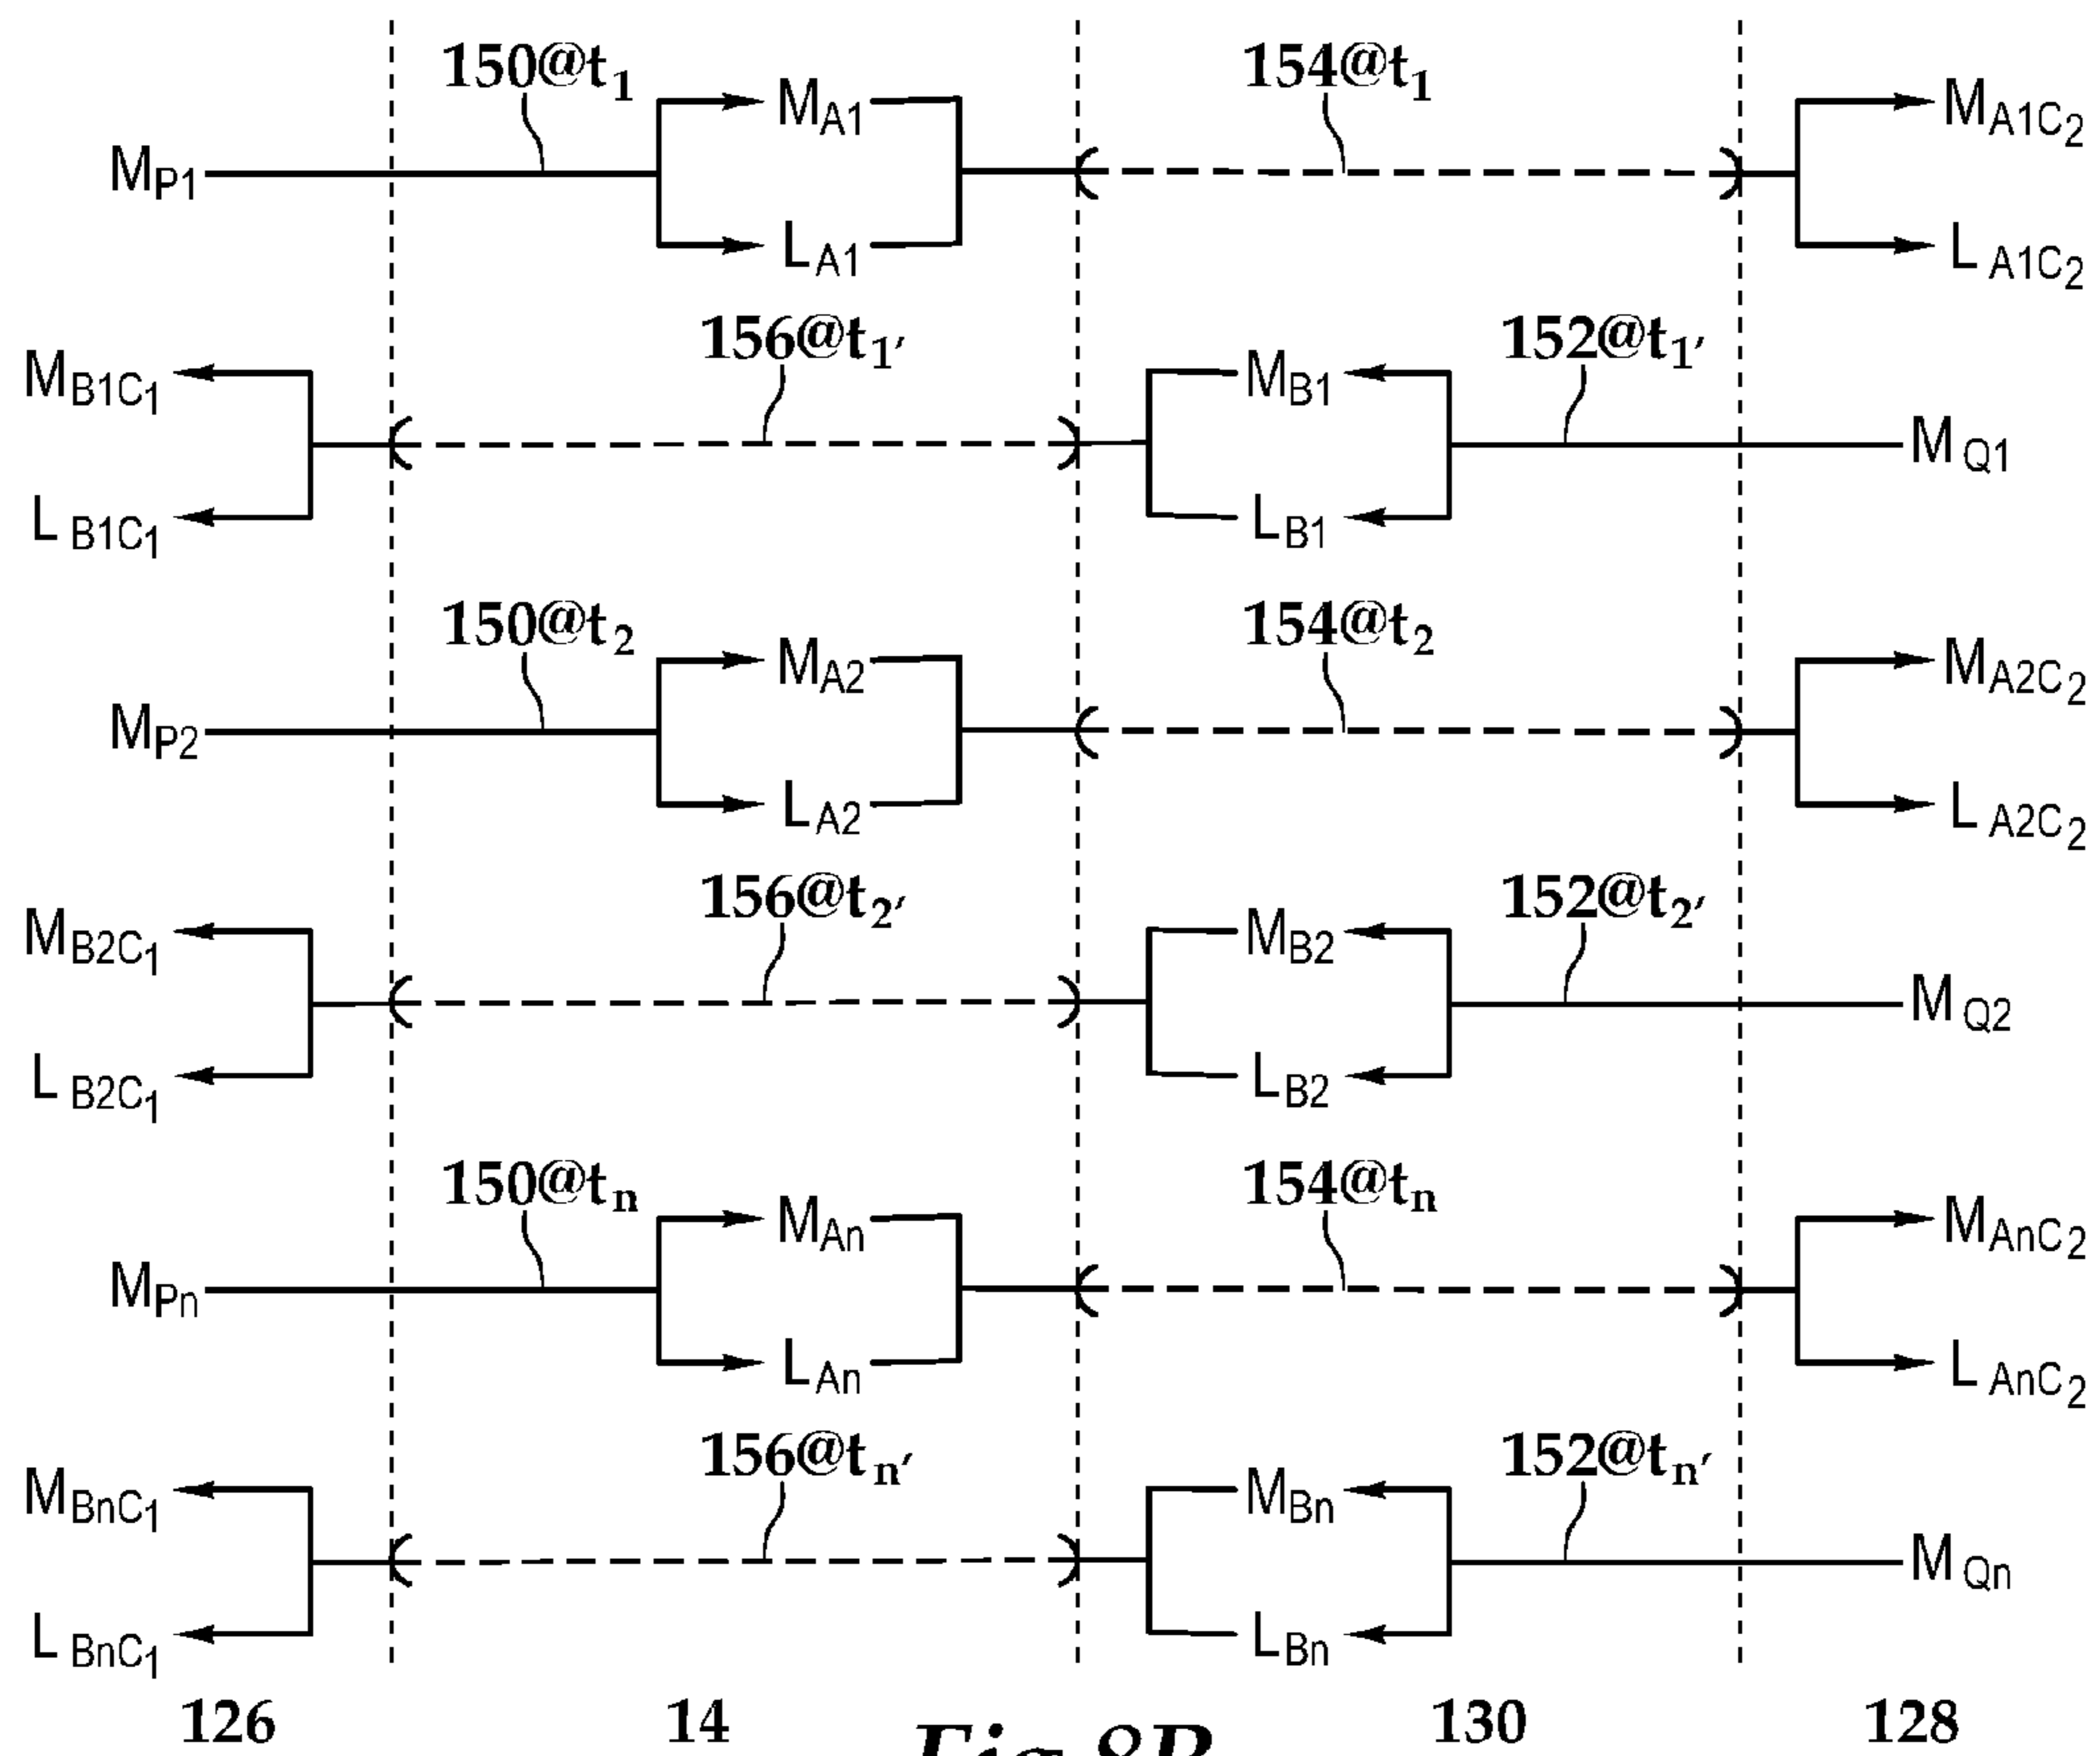 150@t1 154@t1
MP1 MA1 MA1C2
LA1 LA1C2
156@t1′ 152@t1′
MB1C1 MB1 MQ1
LB1C1 LB1
150@t2 154@t2
MP2 MA2 MA2C2
LA2 LA2C2
156@t2′ 152@t2′
MB2C1 MB2 MQ2
LB2C1 LB2
150@tn 154@tn
MPn MAn MAnC2
LAn LAnC2
156@tn′ 152@tn′
MBnC1 MBn MQn
LBnC1 LBn
126 14 130 128
Fig.8B